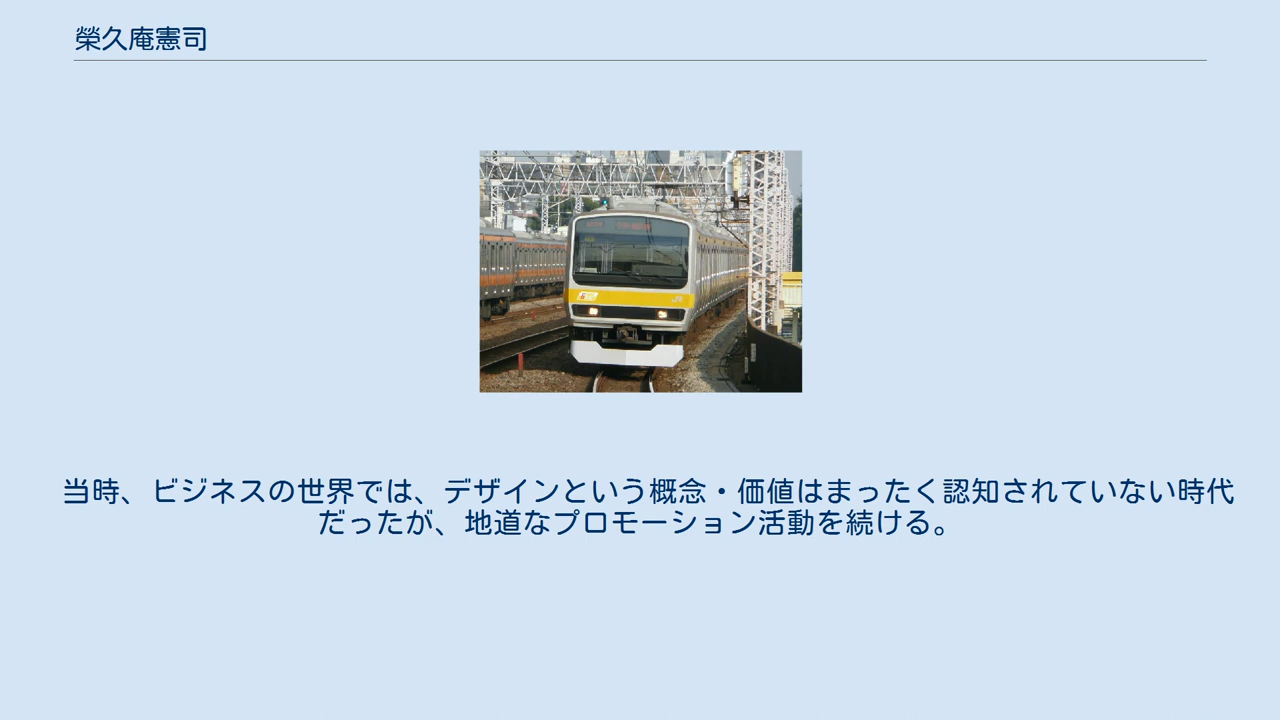 榮久庵憲司
当時、ビジネスの世界では、デザインという概念・価値はまったく認知されていない時代
だったが、地道なプロモーション活動を続ける。
JR